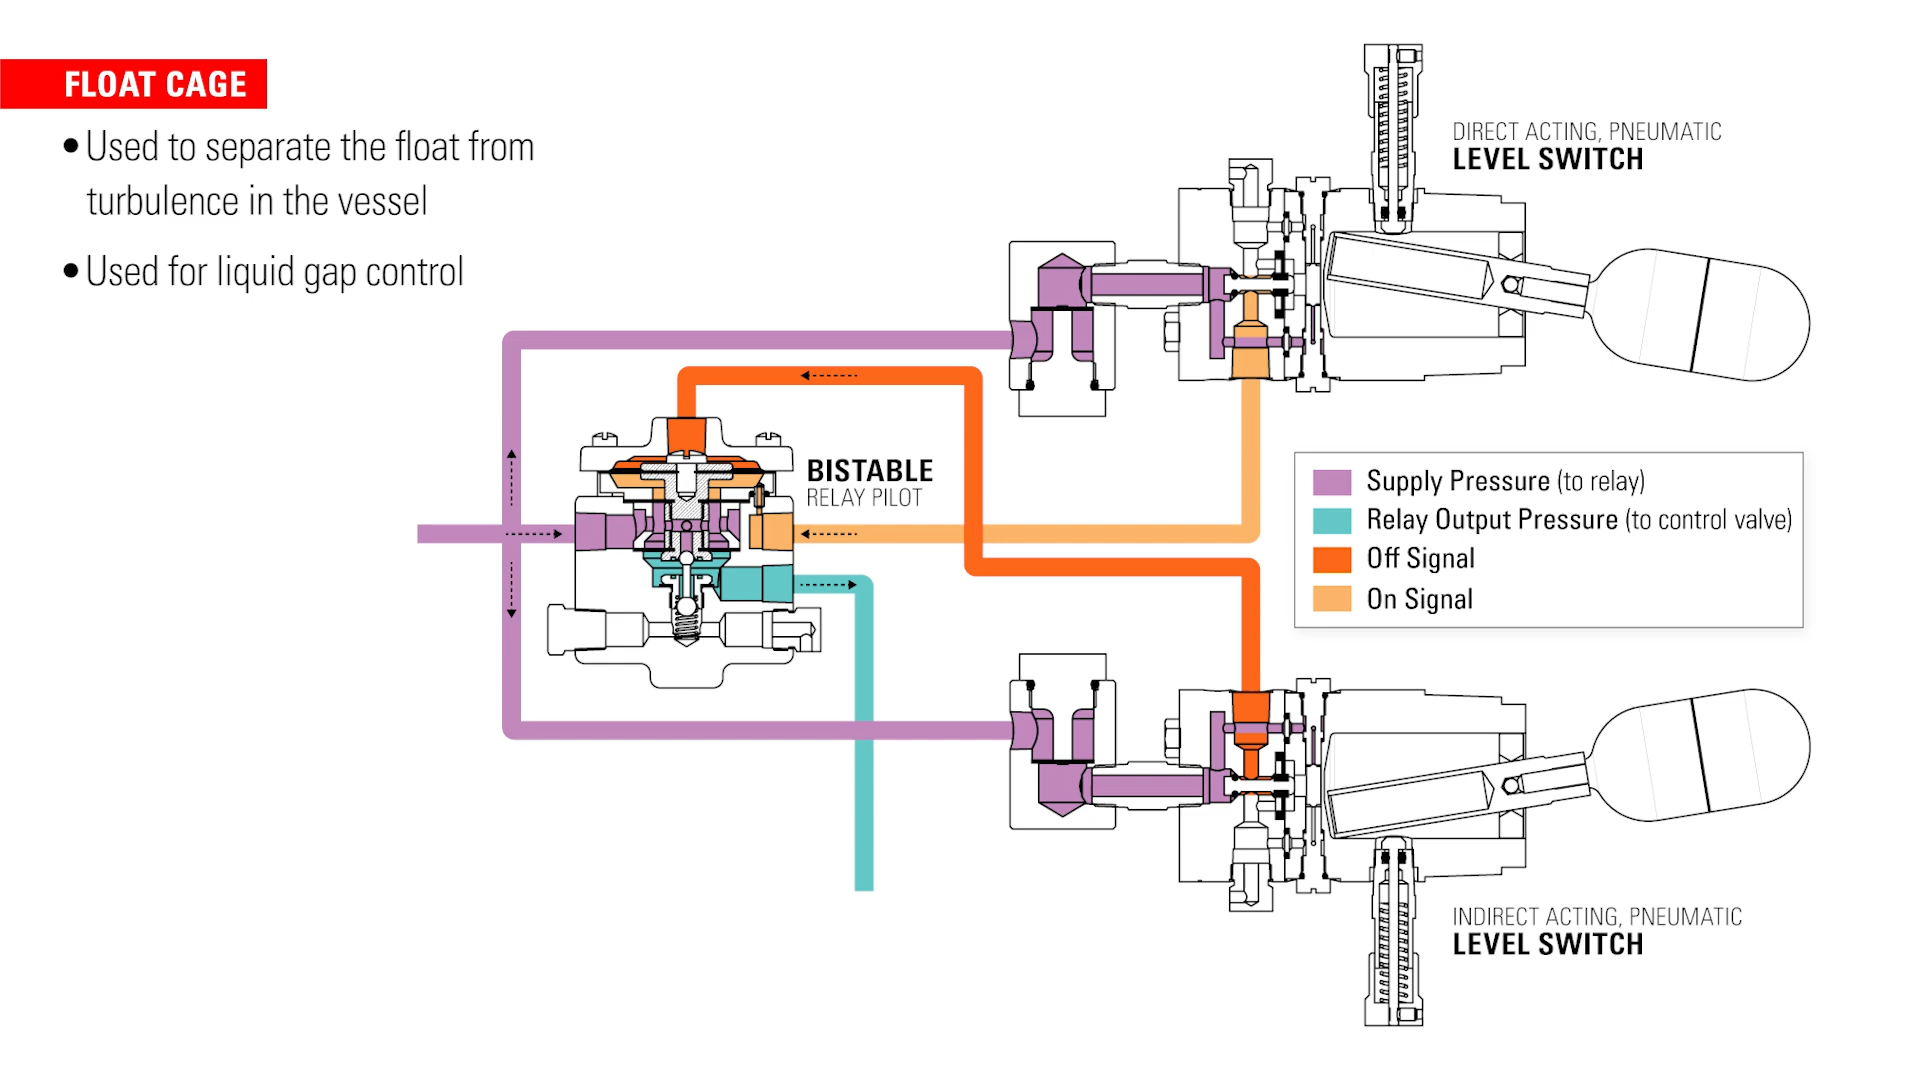 FLOAT CAGE
•Used to separate the float from
turbulence in the vessel
•Used for liquid gap control
DIRECT ACTING, PNEUMATIC
LEVEL SWITCH
BISTABLE
RELAY PILOT
Supply Pressure (to relay)
Relay Output Pressure (to control valve)
Off Signal
On Signal
INDIRECT ACTING, PNEUMATIC
LEVEL SWITCH